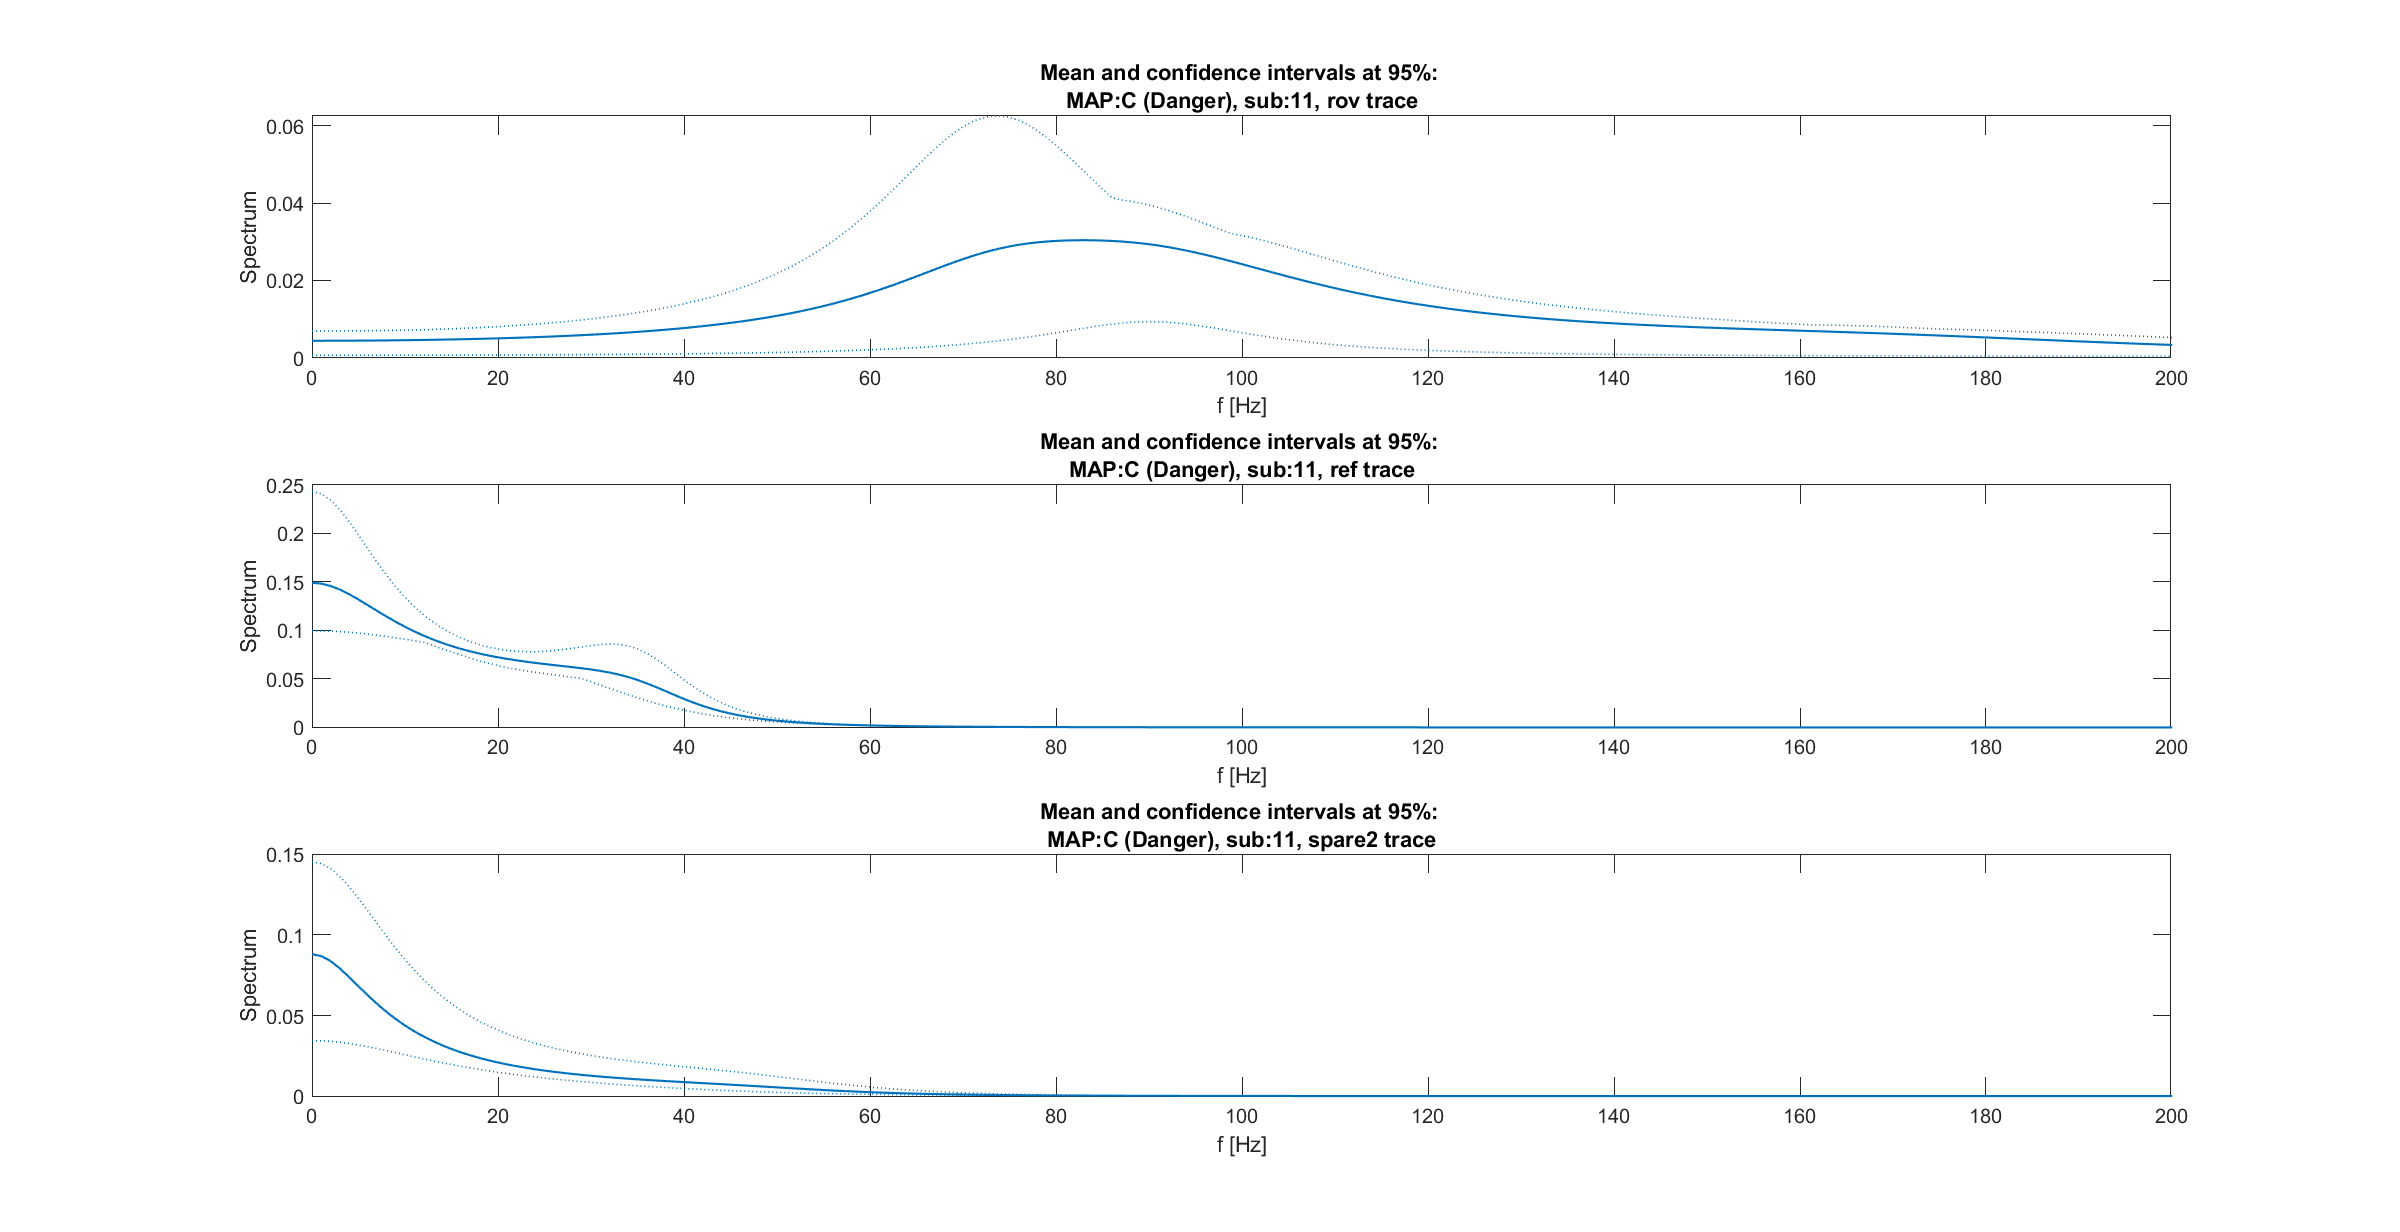 Mean and confidence intervals at 95%:
MAP:C (Danger), sub:11, rov trace
0.06
0.04
0.02
0
Spectrum
0 20 40 60 80 100 120 140 160 180 200
f [Hz]
Mean and confidence intervals at 95%:
MAP:C (Danger), sub:11, ref trace
0.25
0.2
0.15
0.1
0.05
0
Spectrum
0 20 40 60 80 100 120 140 160 180 200
f [Hz]
Mean and confidence intervals at 95%:
MAP:C (Danger), sub:11, spare2 trace
0.15
0.1
0.05
0
Spectrum
0 20 40 60 80 100 120 140 160 180 200
f [Hz]